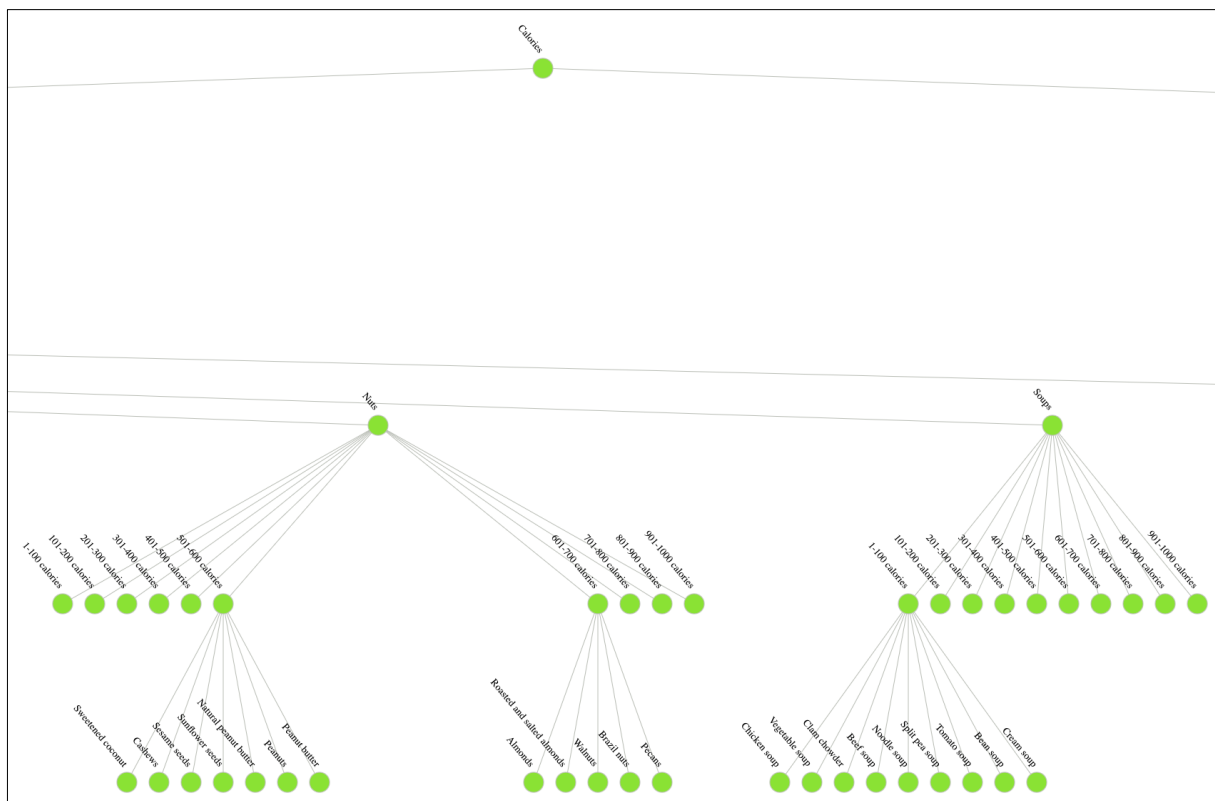 Calories
Nuts
Soups
1-100 calories
101-200 calories
201-300 calories
301-400 calories
401-500 calories
501-600 calories
601-700 calories
701-800 calories
801-900 calories
901-1000 calories
1-100 calories
101-200 calories
201-300 calories
301-400 calories
401-500 calories
501-600 calories
601-700 calories
701-800 calories
801-900 calories
901-1000 calories
Sweetened coconut
Cashews
Sesame seeds
Sunflower seeds
Natural peanut butter
Peanuts
Peanut butter
Almonds
Roasted and salted almonds
Walnuts
Brazil nuts
Pecans
Chicken soup
Vegetable soup
Clam chowder
Beef soup
Noodle soup
Split pea soup
Tomato soup
Bean soup
Cream soup